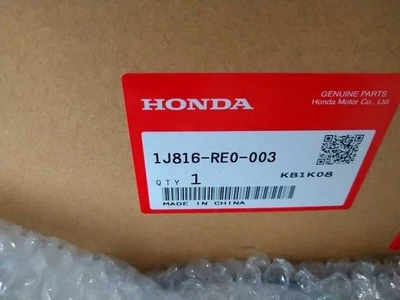 GENUINE PARTS
HONDA
Honda Motor Co., Ltd.
1J816-RE0-003
QTY 1
KB1K08
MADE IN CHINA